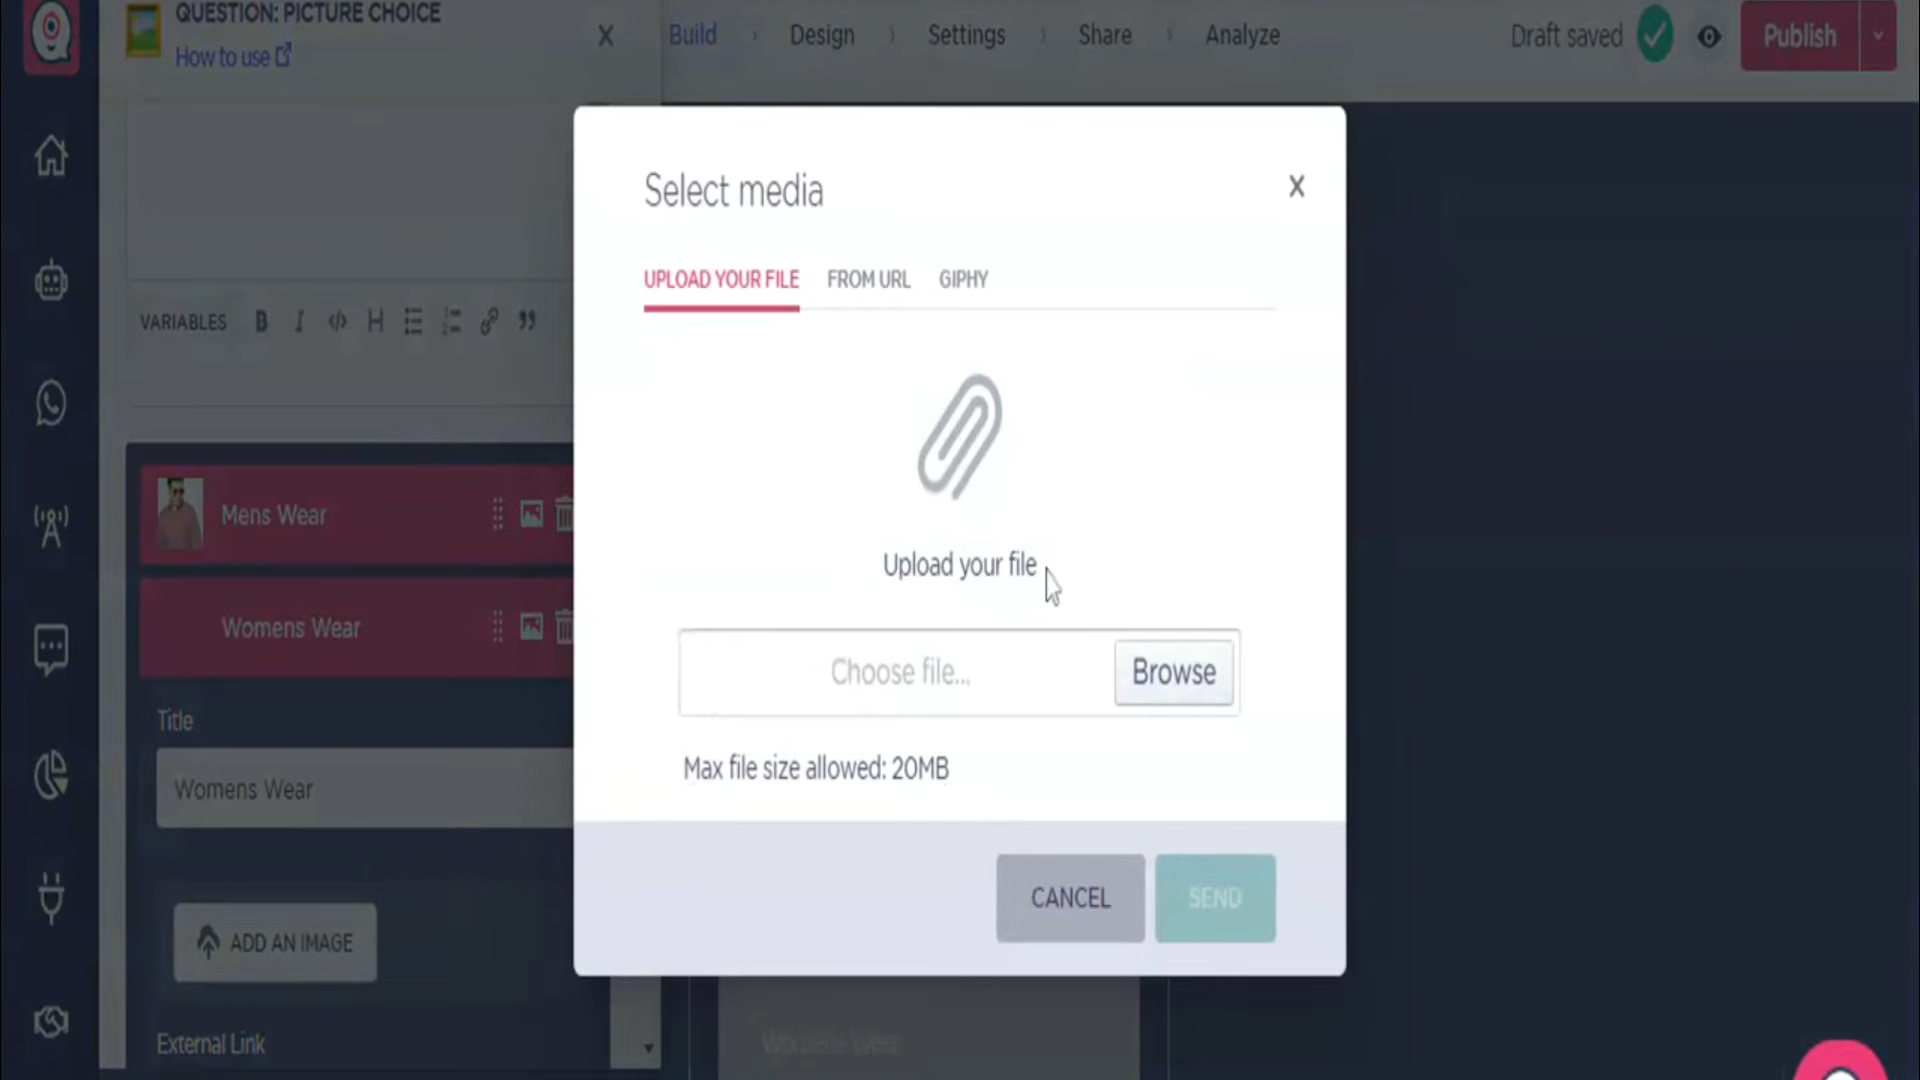 QUESTION: PICTURE CHOICE
How to use
X
Build
Design
Settings
Share
Analyze
Draft saved
Publish
Select media
X
UPLOAD YOUR FILE
FROM URL
GIPHY
VARIABLES
B
I
</>
H
Upload your file
Mens Wear
Womens Wear
Choose file...
Browse
Title
Womens Wear
Max file size allowed: 20MB
CANCEL
SEND
ADD AN IMAGE
External Link
Womens Wear